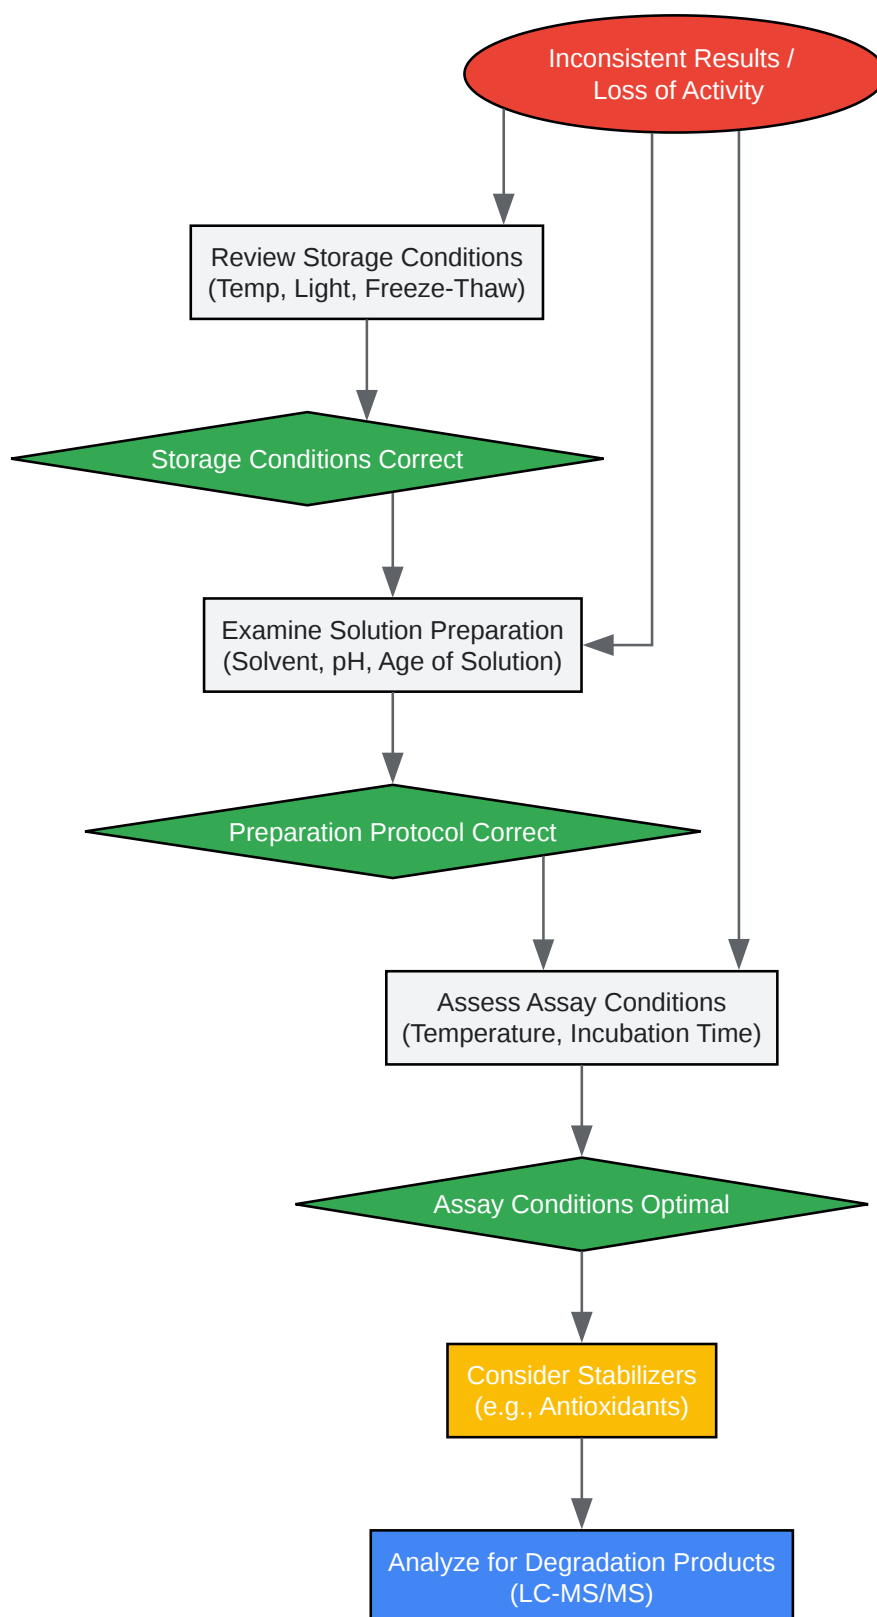 Inconsistent Results /
Loss of Activity
Review Storage Conditions
(Temp, Light, Freeze-Thaw)
Storage Conditions Correct
Examine Solution Preparation
(Solvent, pH, Age of Solution)
Preparation Protocol Correct
Assess Assay Conditions
(Temperature, Incubation Time)
Assay Conditions Optimal
Consider Stabilizers
(e.g., Antioxidants)
Analyze for Degradation Products
(LC-MS/MS)